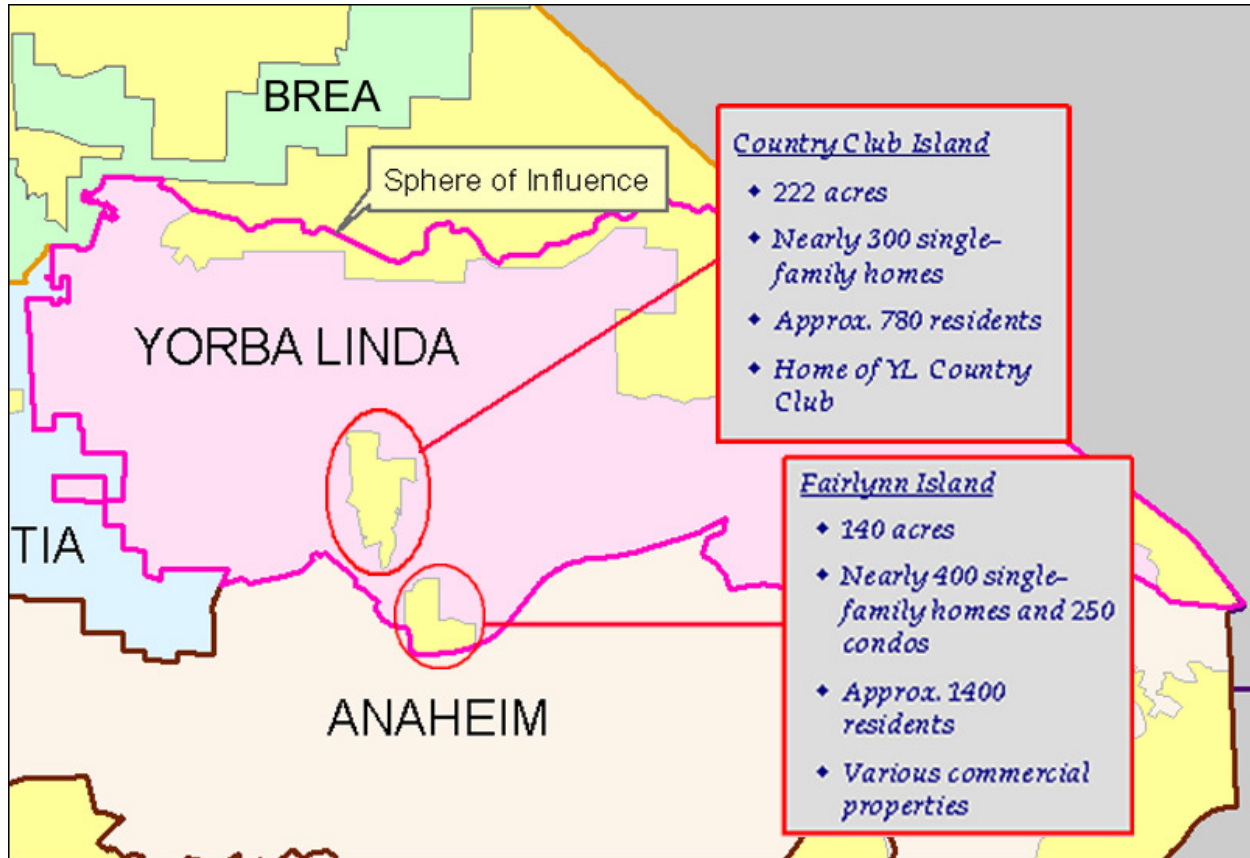 BREA
Sphere of Influence
YORBA LINDA
TIA
ANAHEIM
Country Club Island
◆ 222 acres
◆ Nearly 300 single-
family homes
◆ Approx. 780 residents
◆ Home of YL Country
Club
Fairlynn Island
◆ 140 acres
◆ Nearly 400 single-
family homes and 250
condos
◆ Approx. 1400
residents
◆ Various commercial
properties